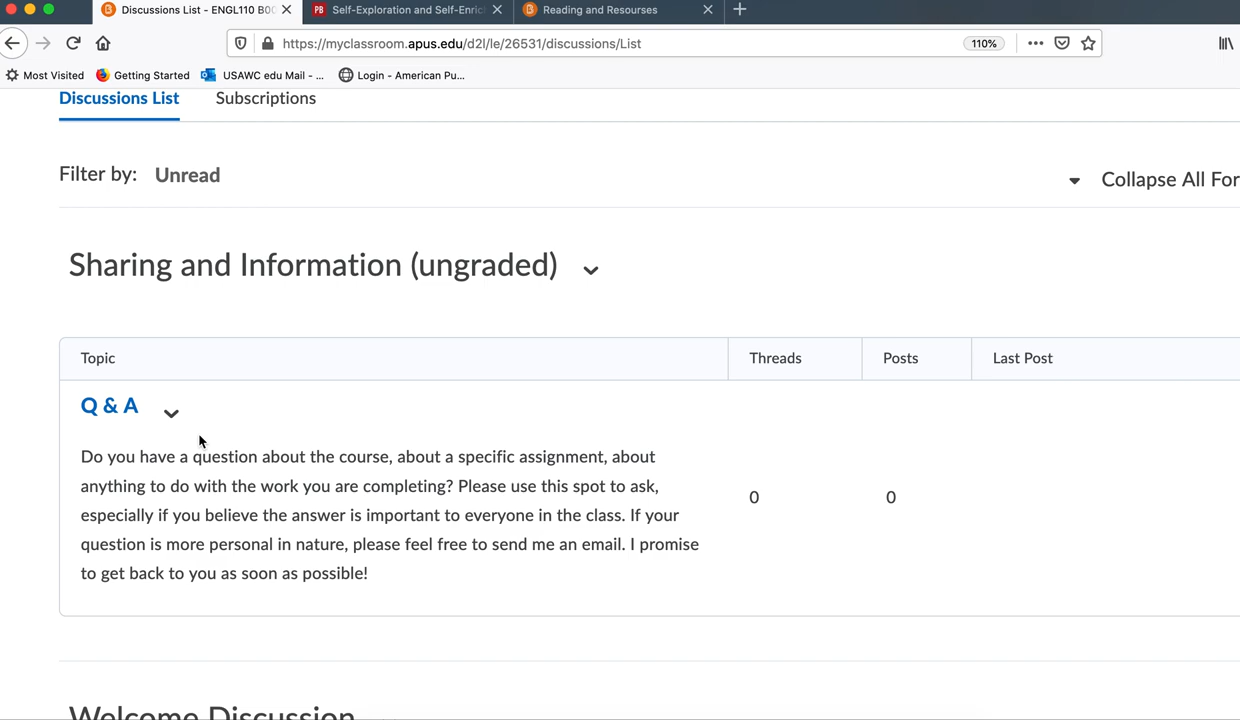 Discussions List - ENGL110 B00
Self-Exploration and Self-Enric
Reading and Resourses
https://myclassroom.apus.edu/d2l/le/26531/discussions/List
110%
Most Visited
Getting Started
USAWC edu Mail - ...
Login - American Pu...
Discussions List
Subscriptions
Filter by: Unread
Collapse All For
Sharing and Information (ungraded)
Topic
Threads
Posts
Last Post
Q & A
Do you have a question about the course, about a specific assignment, about
anything to do with the work you are completing? Please use this spot to ask,
especially if you believe the answer is important to everyone in the class. If your
question is more personal in nature, please feel free to send me an email. I promise
to get back to you as soon as possible!
0
0
Welcome Discussion